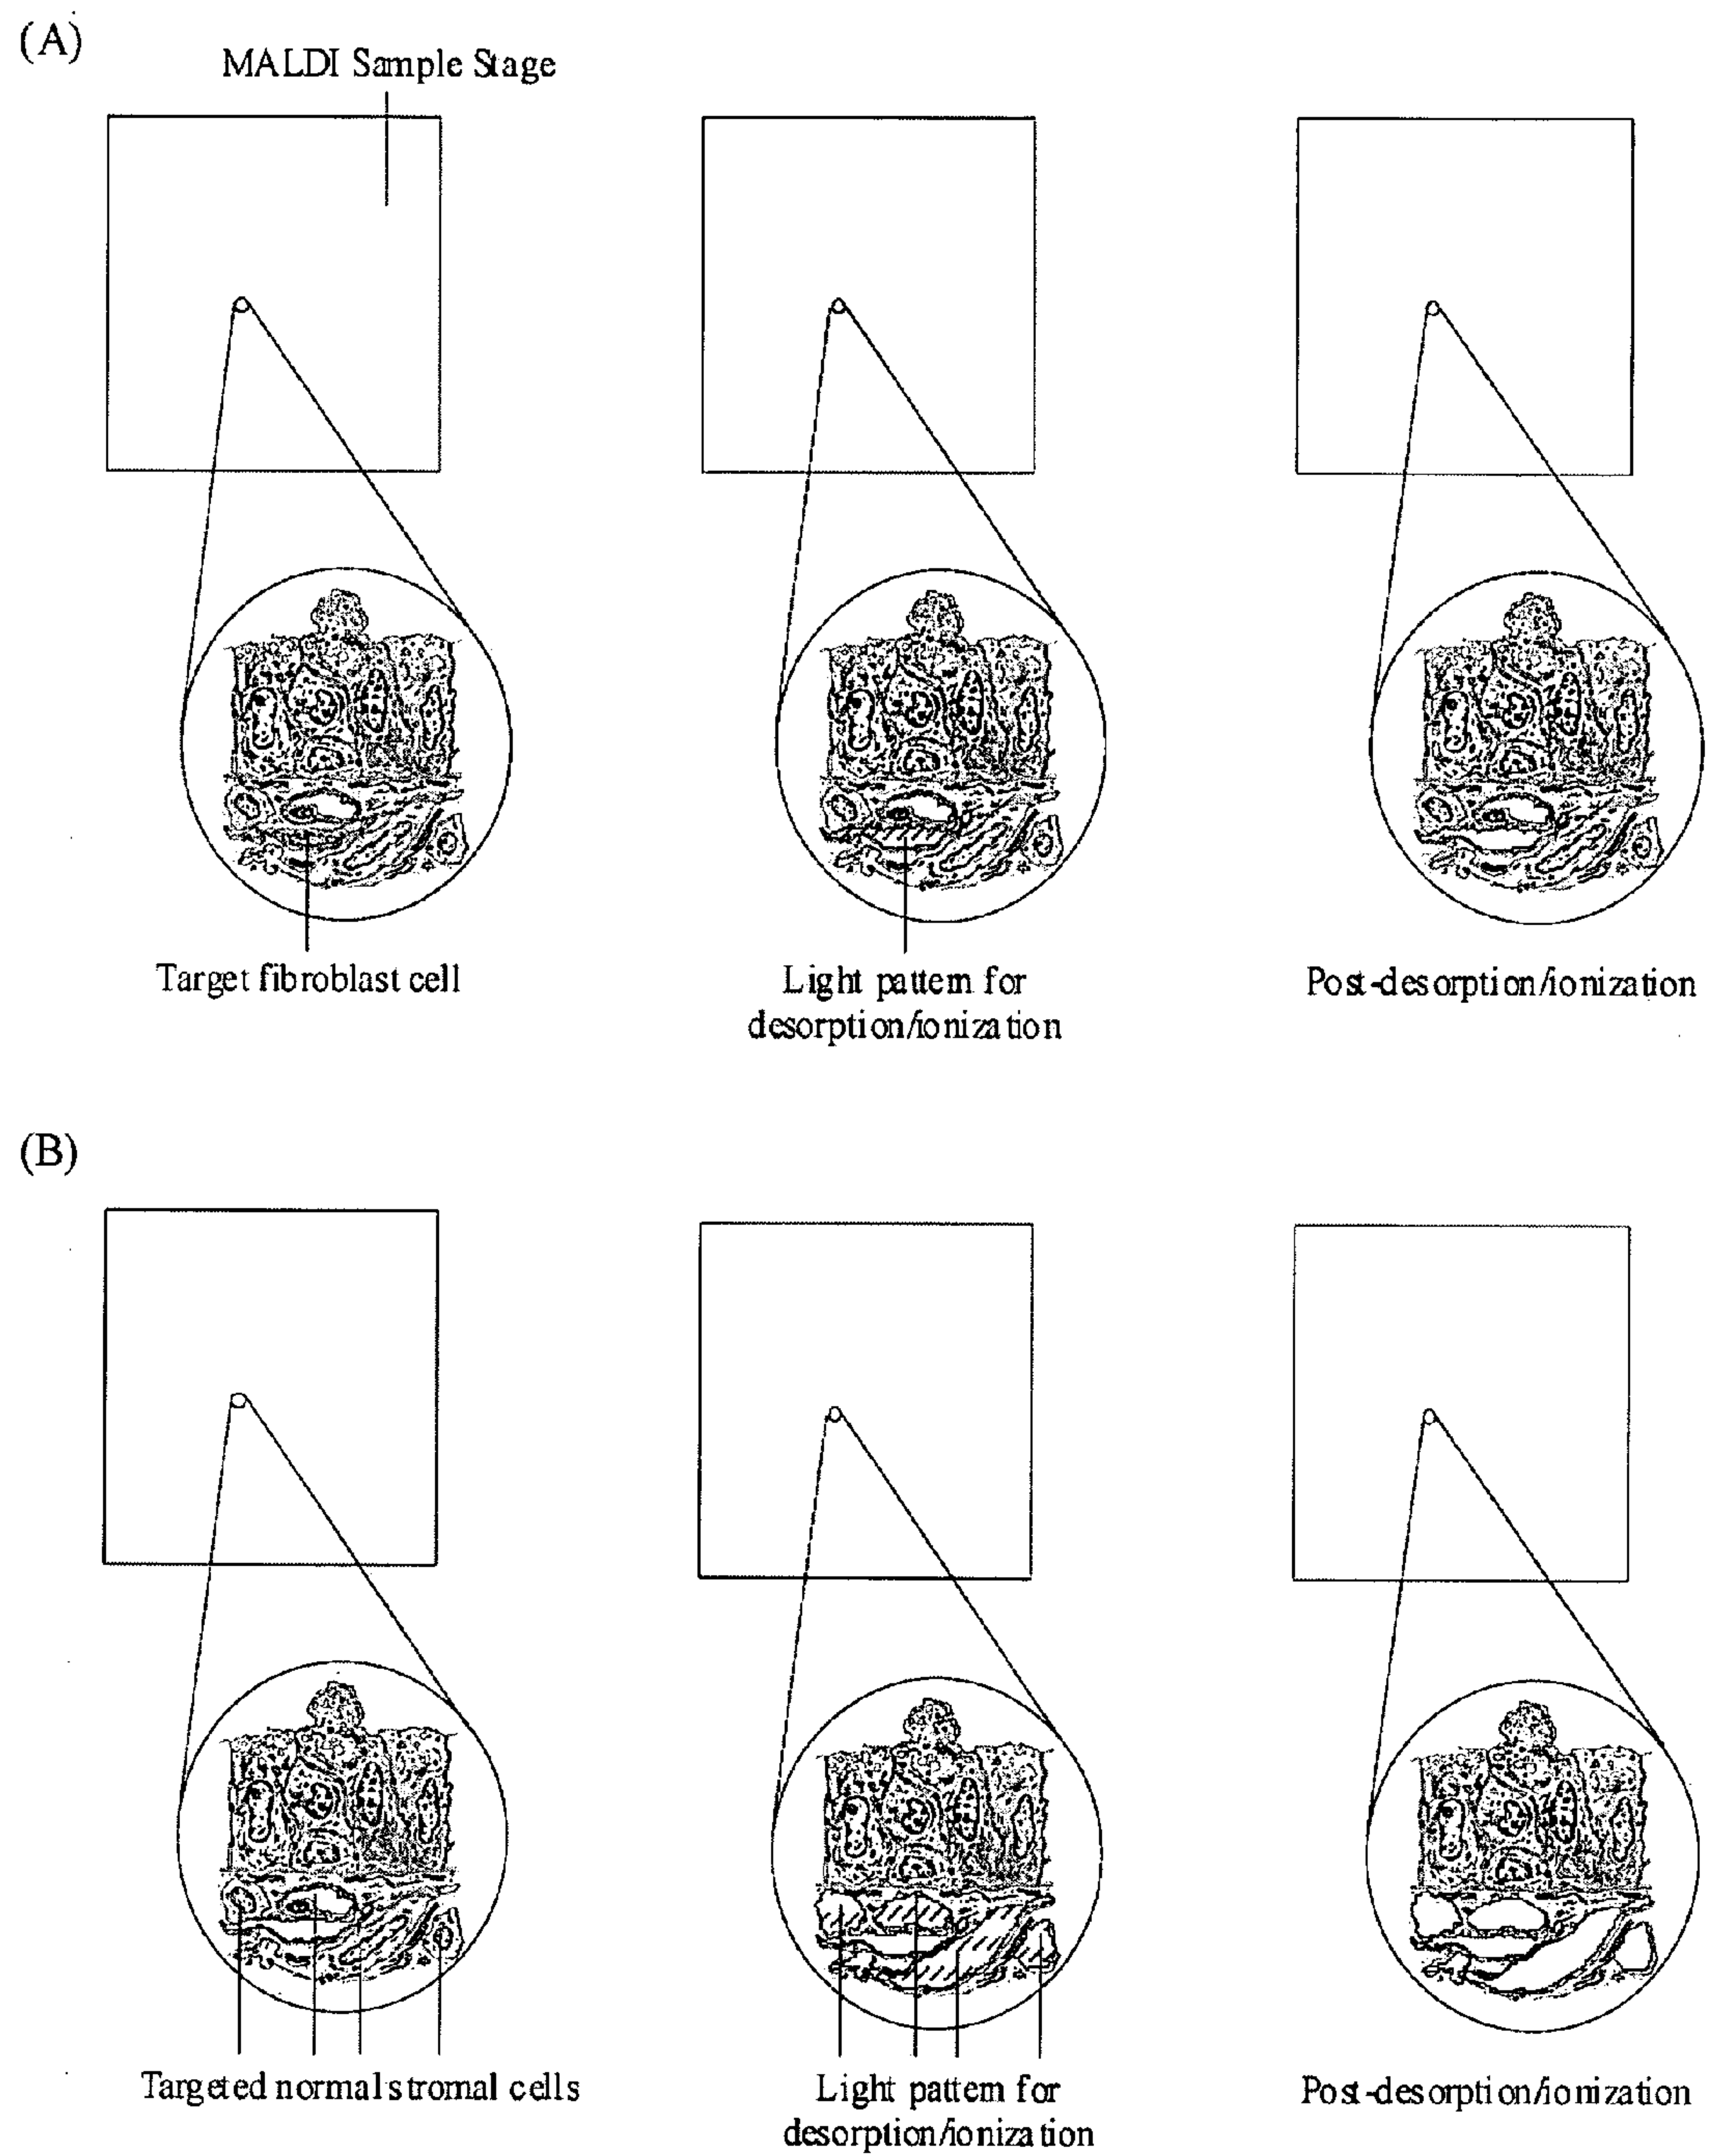 (A)
MALDI Sample Stage
Target fibroblast cell
Light pattern for
desorption/ionization
Post-desorption/ionization
(B)
Targeted normal stromal cells
Light pattern for
desorption/ionization
Post-desorption/ionization